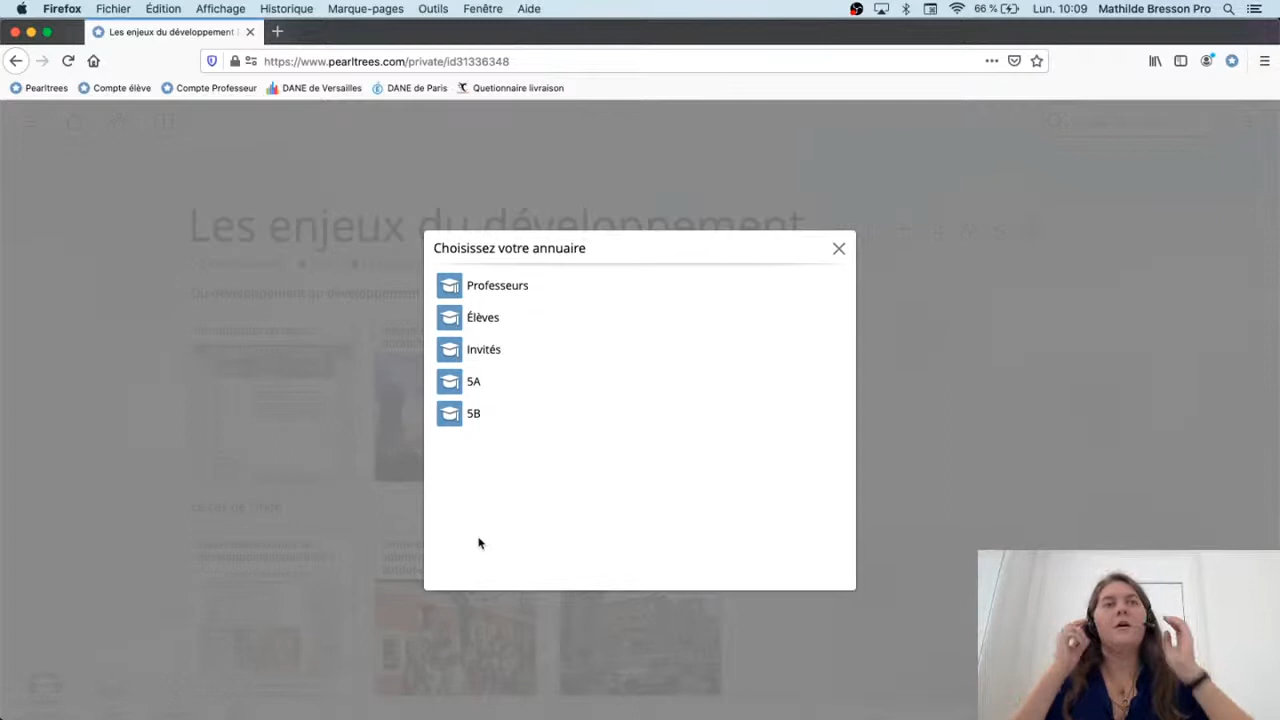 Firefox Fichier Édition Affichage Historique Marque-pages Outils Fenêtre Aide 66 % Lun. 10:09 Mathilde Bresson Pro
Les enjeux du développement
https://www.pearltrees.com/private/id31336348
Pearltrees Compte élève Compte Professeur DANE de Versailles DANE de Paris Quetionnaire livraison
Les enjeux du développement
Choisissez votre annuaire
Professeurs
Élèves
Invités
5A
5B